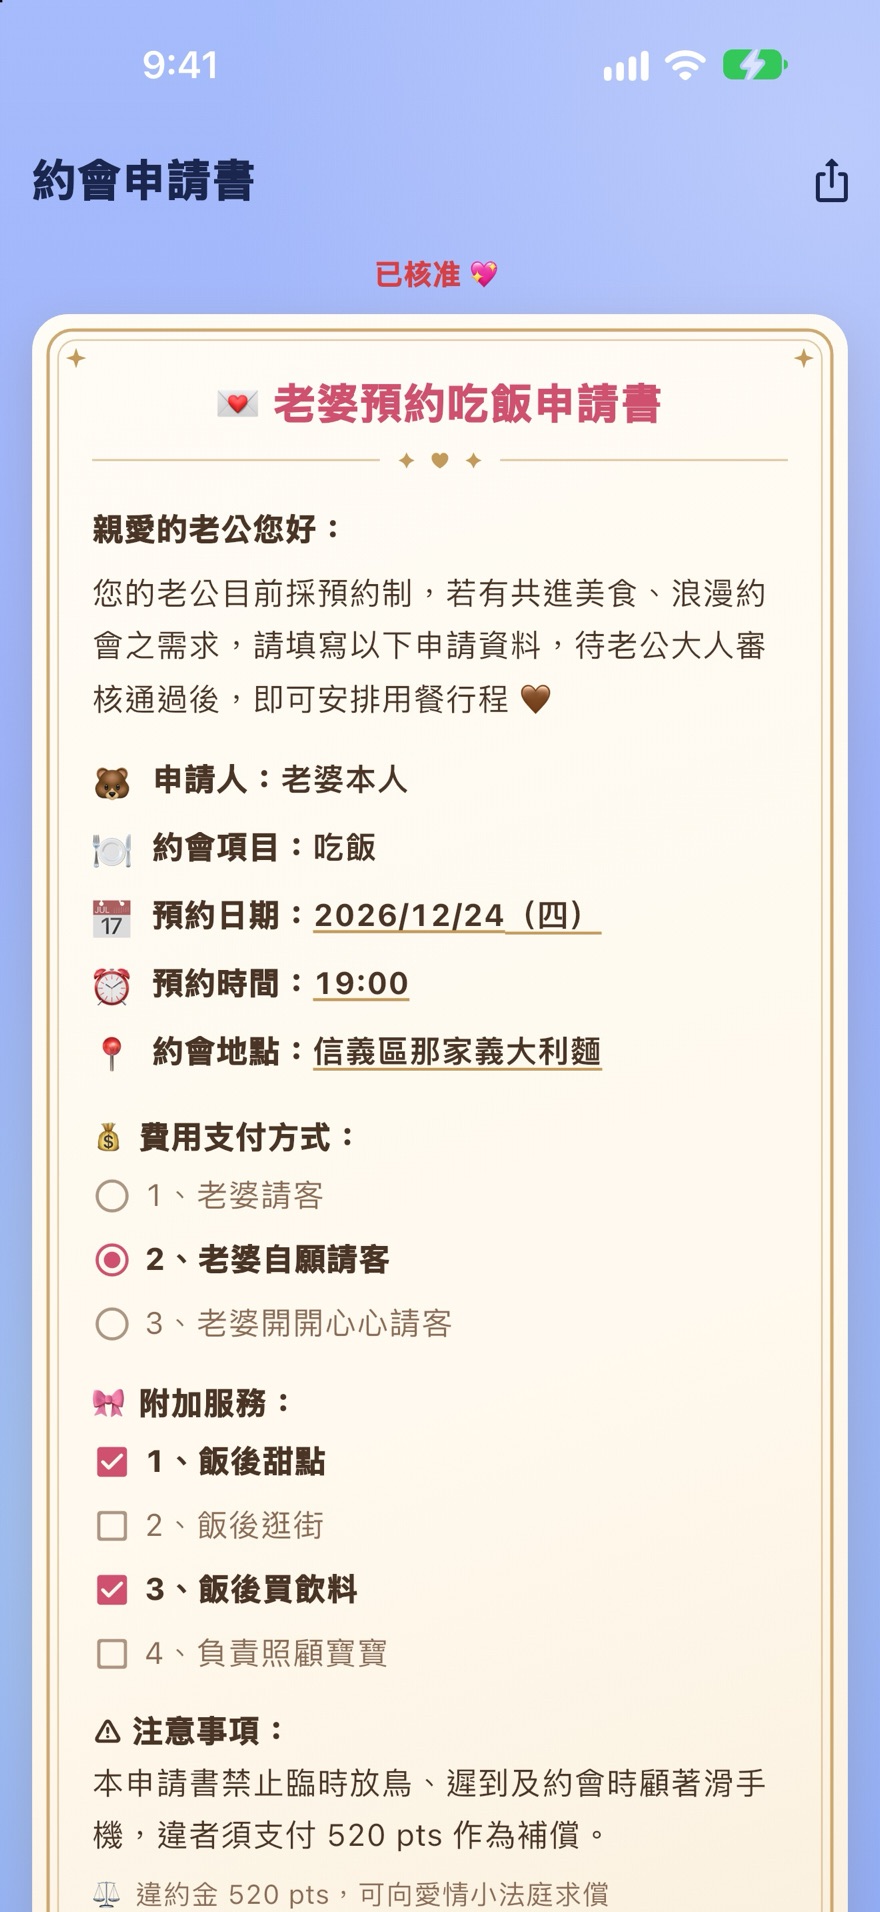 9:41
約會申請書
已核准 💖
💌 老婆預約吃飯申請書
親愛的老公您好：
您的老公目前採預約制，若有共進美食、浪漫約
會之需求，請填寫以下申請資料，待老公大人審
核通過後，即可安排用餐行程 🤎
🐻 申請人：老婆本人
🍽️ 約會項目：吃飯
📅 預約日期：2026/12/24（四）
⏰ 預約時間：19:00
📍 約會地點：信義區那家義大利麵
💰 費用支付方式：
1、老婆請客
2、老婆自願請客
3、老婆開開心心請客
🎀 附加服務：
1、飯後甜點
2、飯後逛街
3、飯後買飲料
4、負責照顧寶寶
⚠ 注意事項：
本申請書禁止臨時放鳥、遲到及約會時顧著滑手
機，違者須支付 520 pts 作為補償。
⚖️ 違約金 520 pts，可向愛情小法庭求償